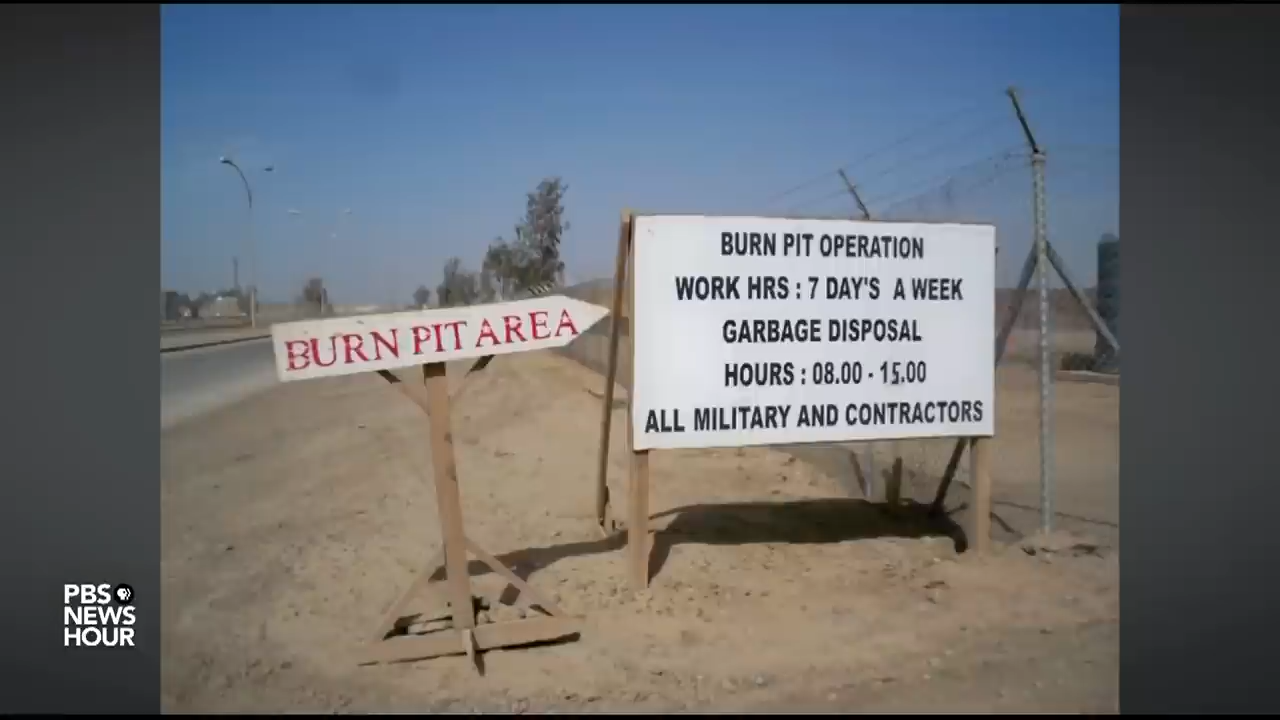 BURN PIT AREA
BURN PIT OPERATION
WORK HRS : 7 DAY'S A WEEK
GARBAGE DISPOSAL
HOURS : 08.00 - 15.00
ALL MILITARY AND CONTRACTORS
PBS
NEWS
HOUR